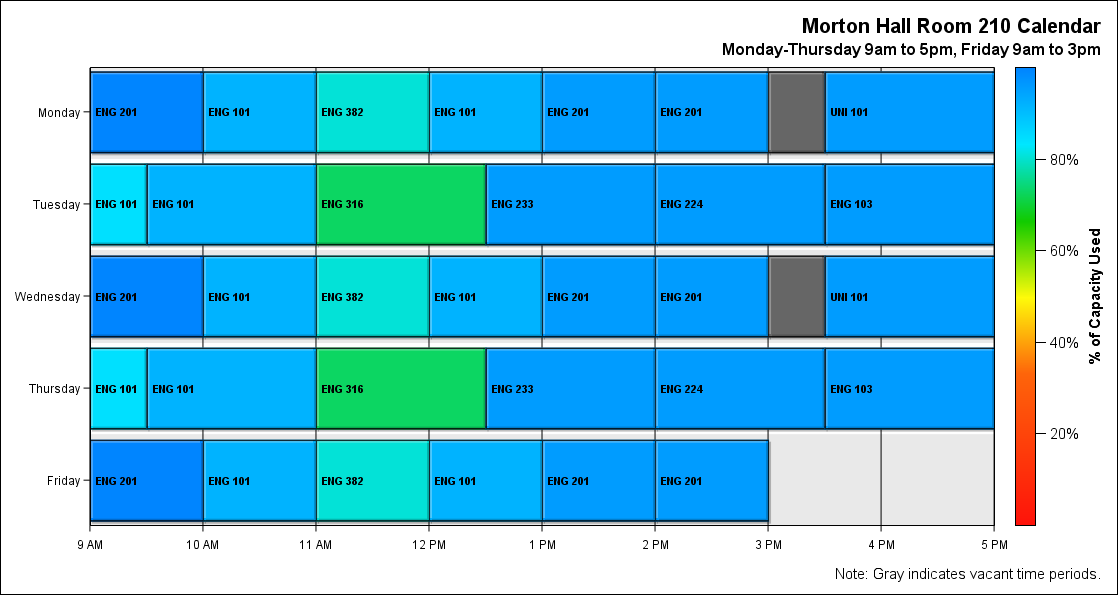 Morton Hall Room 210 Calendar
Monday-Thursday 9am to 5pm, Friday 9am to 3pm
Monday ENG 201 ENG 101 ENG 382 ENG 101 ENG 201 ENG 201 UNI 101
Tuesday ENG 101 ENG 101 ENG 316 ENG 233 ENG 224 ENG 103
Wednesday ENG 201 ENG 101 ENG 382 ENG 101 ENG 201 ENG 201 UNI 101
Thursday ENG 101 ENG 101 ENG 316 ENG 233 ENG 224 ENG 103
Friday ENG 201 ENG 101 ENG 382 ENG 101 ENG 201 ENG 201
9 AM 10 AM 11 AM 12 PM 1 PM 2 PM 3 PM 4 PM 5 PM
80%
60%
40%
20%
% of Capacity Used
Note: Gray indicates vacant time periods.